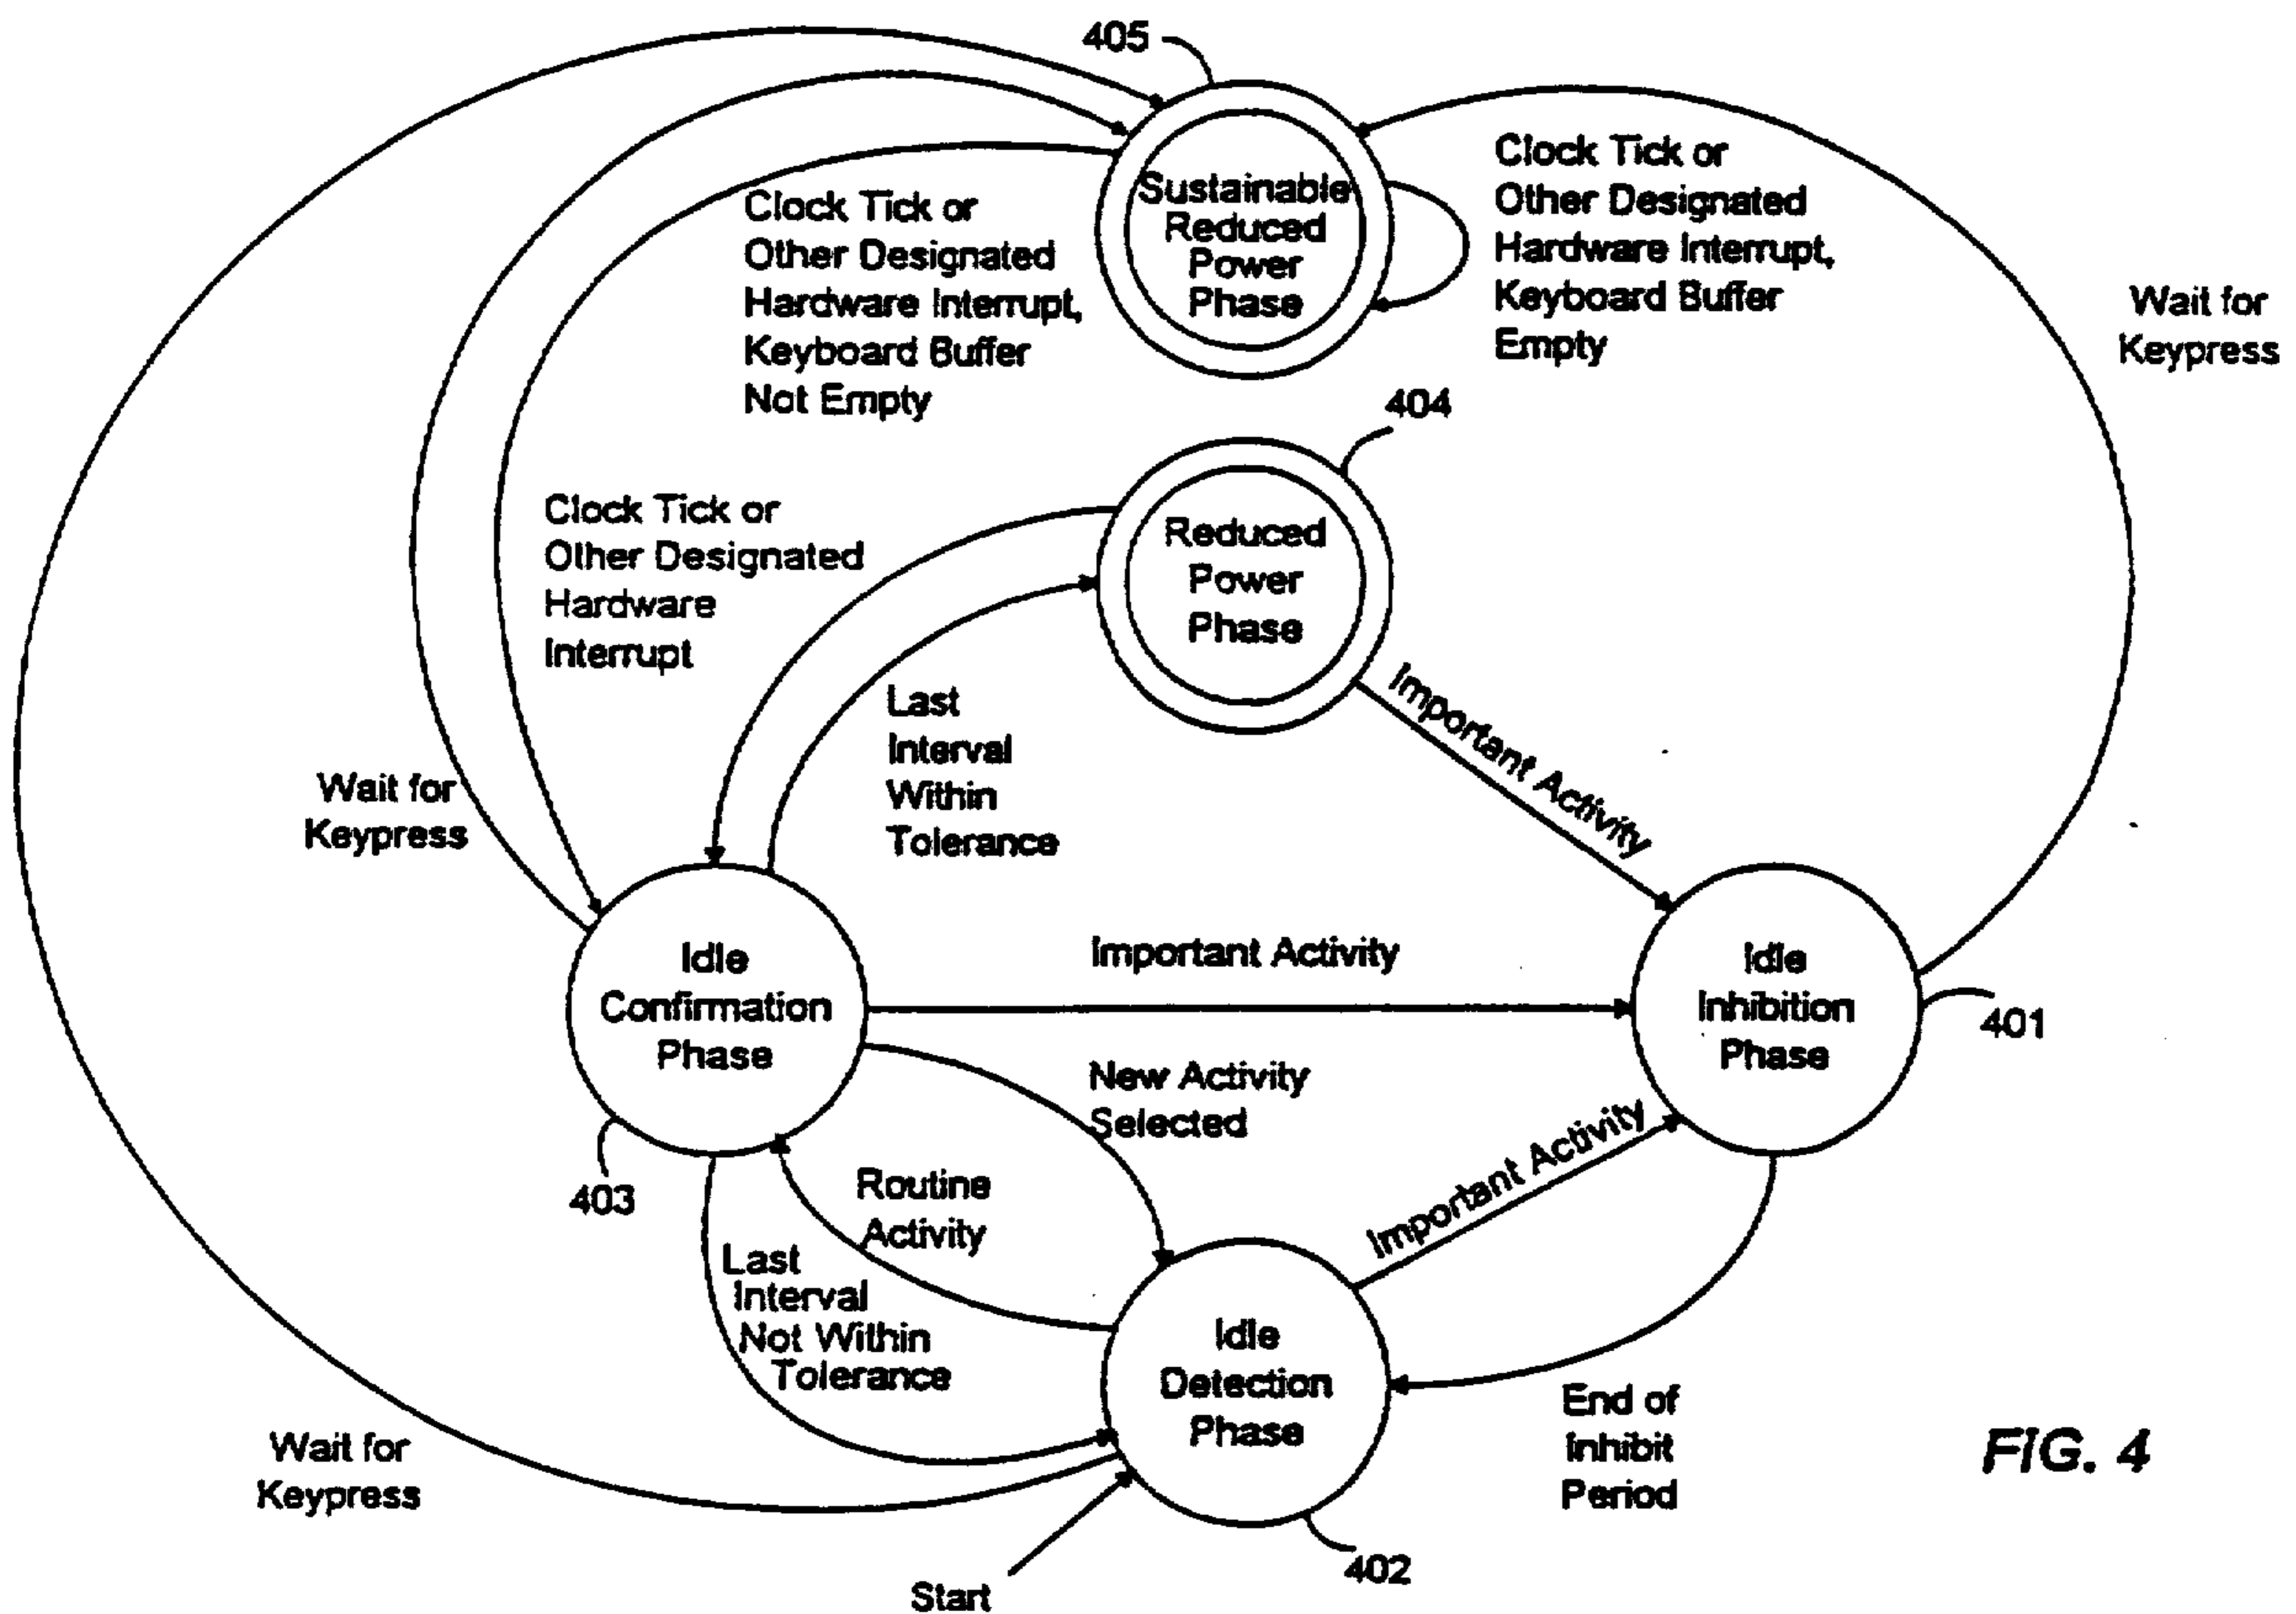 405
Sustainable
Reduced
Power
Phase
Clock Tick or
Other Designated
Hardware Interrupt,
Keyboard Buffer
Not Empty
Clock Tick or
Other Designated
Hardware Interrupt,
Keyboard Buffer
Empty
Wait for
Keypress
404
Reduced
Power
Phase
Clock Tick or
Other Designated
Hardware
Interrupt
Last
Interval
Within
Tolerance
Important Activity
Wait for
Keypress
Idle
Confirmation
Phase
Important Activity
Idle
Inhibition
Phase
401
New Activity
Selected
403
Routine
Activity
Important Activity
Last
Interval
Not Within
Tolerance
Idle
Detection
Phase
End of
Inhibit
Period
Wait for
Keypress
402
Start
FIG. 4